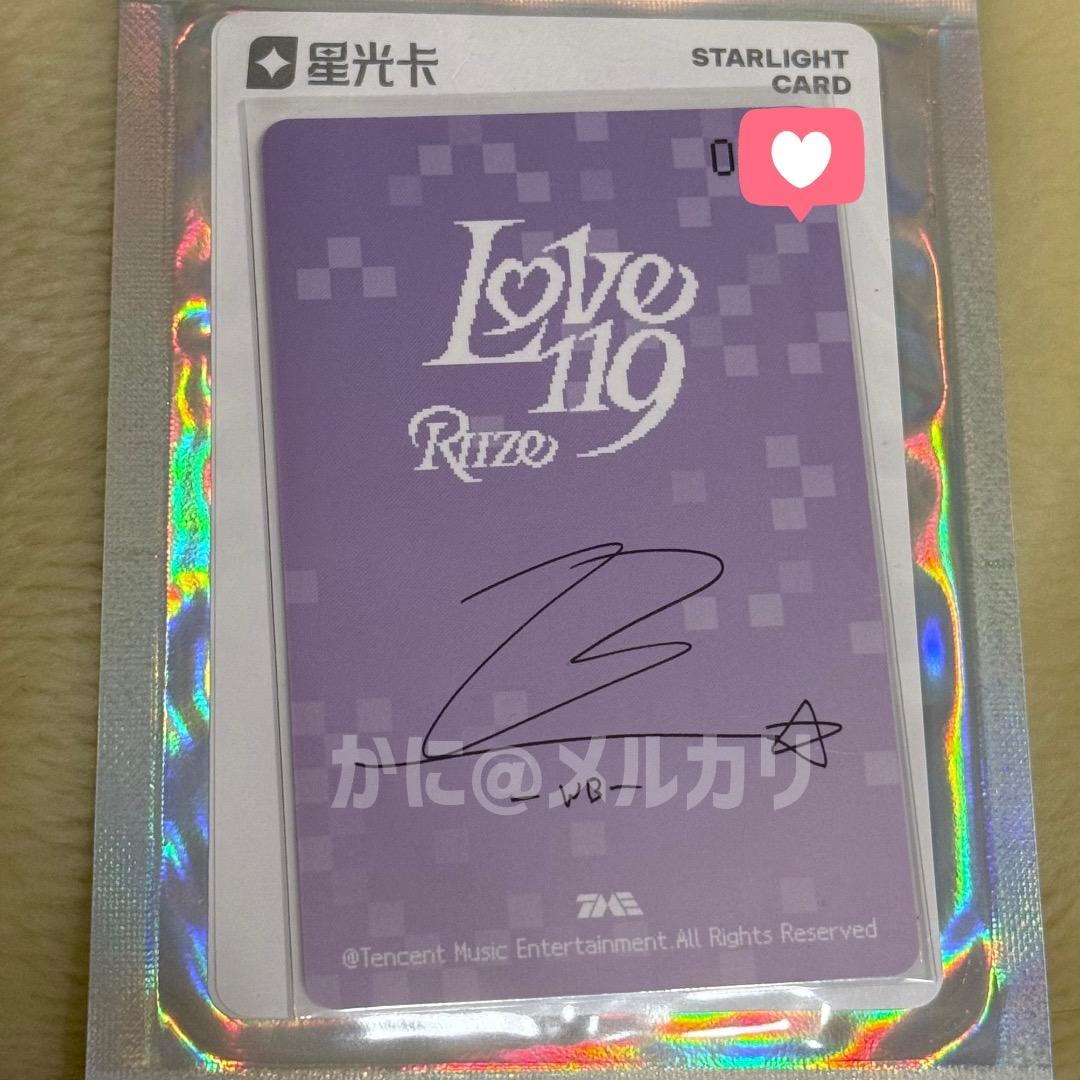 星光卡
STARLIGHT
CARD
0
Love
119
Riize
かに@メルカリ
-WB-
TME
@Tencent Music Entertainment.All Rights Reserved